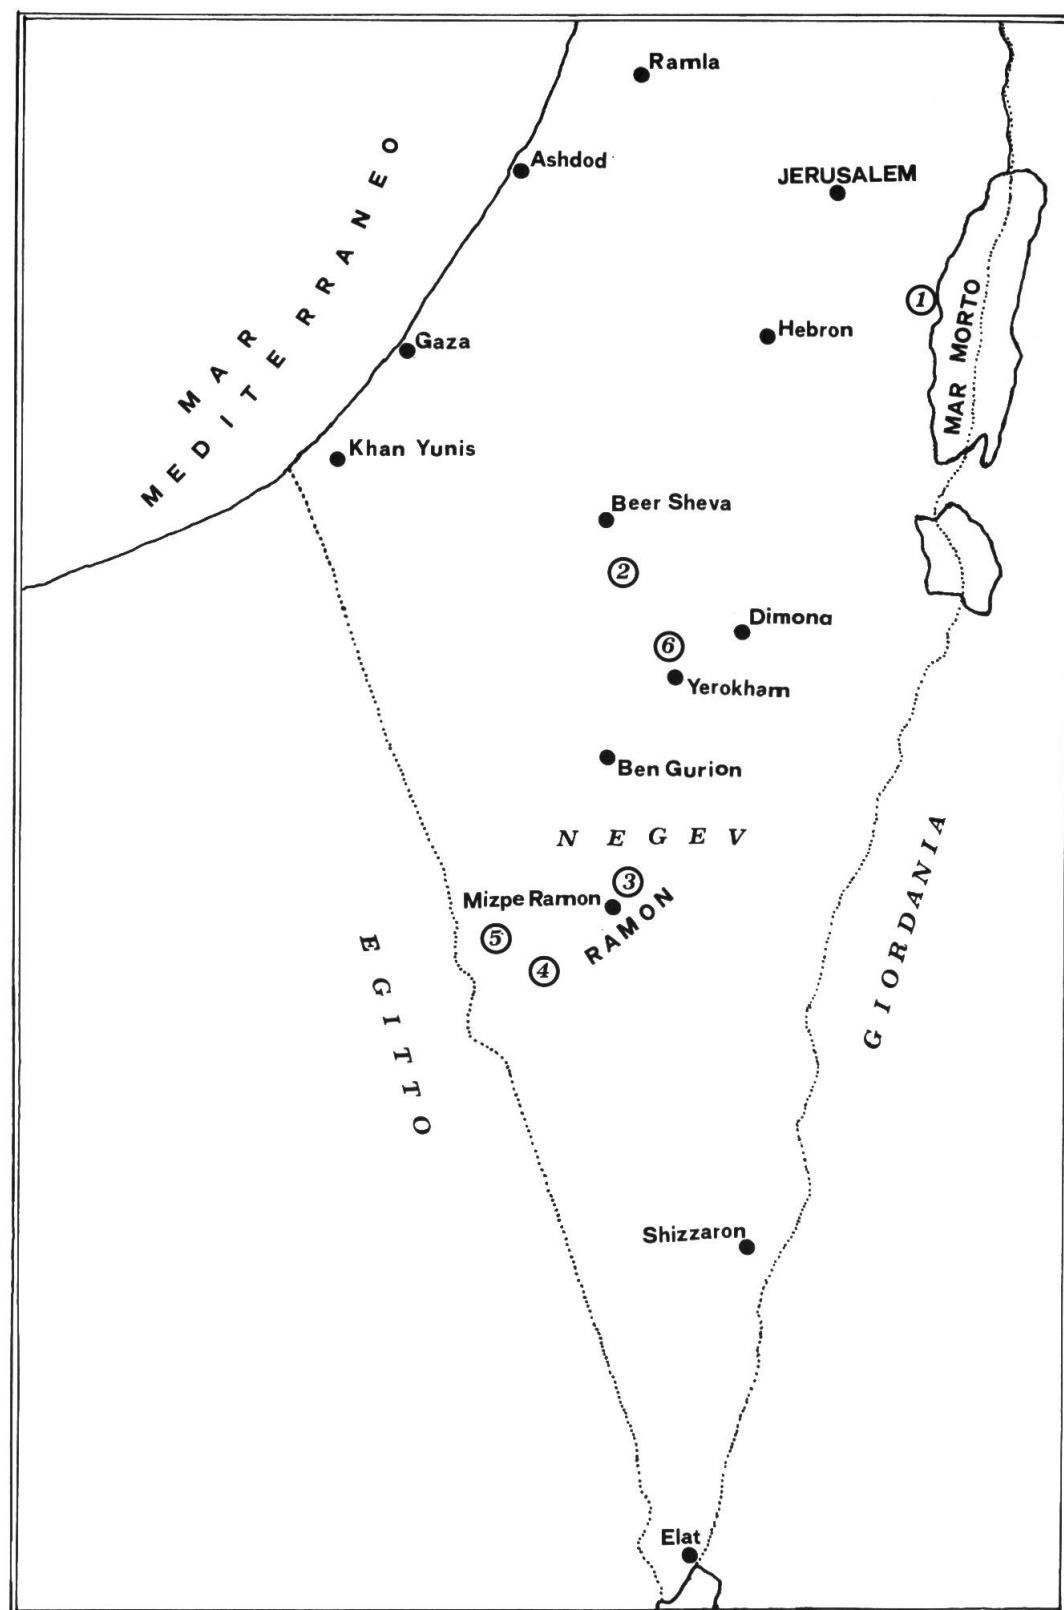 Ramla
Ashdod
JERUSALEM
MAR
MEDITERRANEO
1
MAR MORTO
Hebron
Gaza
Khan Yunis
Beer Sheva
2
Dimona
6
Yerokham
Ben Gurion
NEGEV
3
Mizpe Ramon
RAMON
5
4
EGITTO
GIORDANIA
Shizzaron
Elat